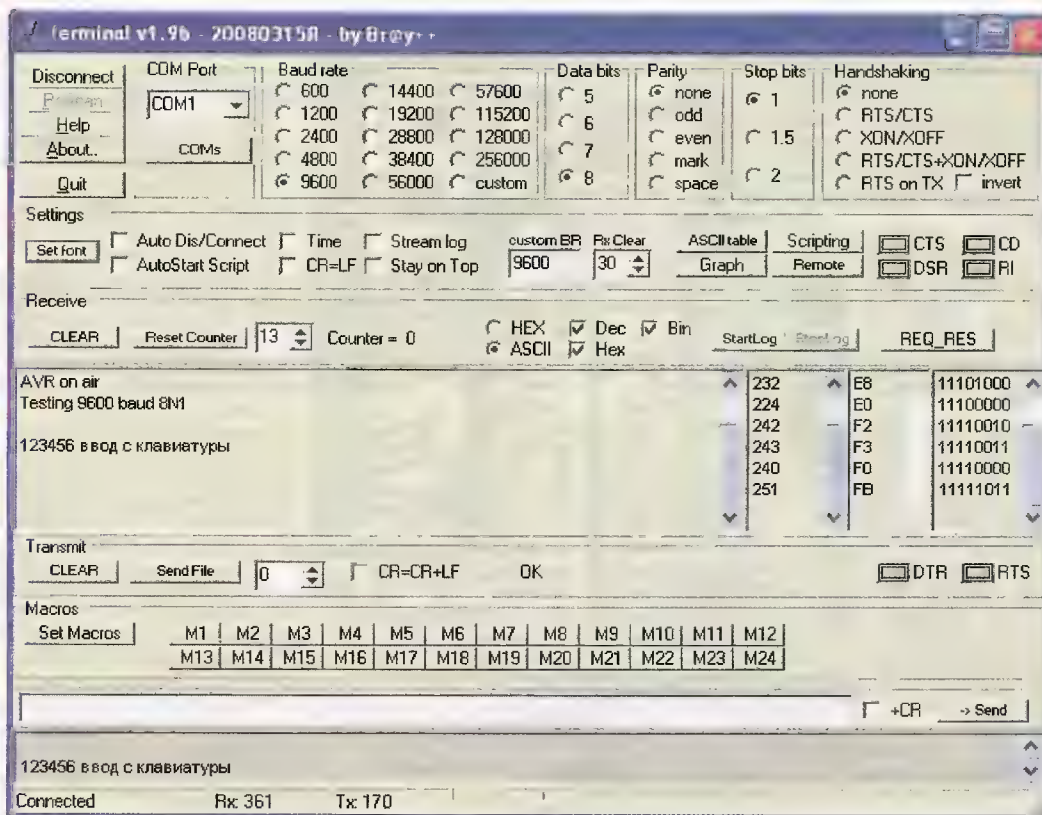 Terminal v1.9b - 20080315Я - by Br@y++
Disconnect
Help
About..
Quit
COM Port
COM1
COMs
Baud rate
600 14400 57600
1200 19200 115200
2400 28800 128000
4800 38400 256000
9600 56000 custom
Data bits
5
6
7
8
Parity
none
odd
even
mark
space
Stop bits
1
1.5
2
Handshaking
none
RTS/CTS
XON/XOFF
RTS/CTS+XON/XOFF
RTS on TX invert
Settings
Set font
Auto Dis/Connect Time Stream log
AutoStart Script CR=LF Stay on Top
custom BR Rx Clear
9600 30
ASCII table Scripting
Graph Remote
CTS CD
DSR RI
Receive
CLEAR Reset Counter 13 Counter = 0
HEX Dec Bin
ASCII Hex
StartLog StopLog REQ_RES
AVR on air
Testing 9600 baud 8N1
123456 ввод с клавиатуры
232 E8 11101000
224 E0 11100000
242 F2 11110010
243 F3 11110011
240 F0 11110000
251 FB 11111011
Transmit
CLEAR Send File 0 CR=CR+LF OK DTR RTS
Macros
Set Macros
M1 M2 M3 M4 M5 M6 M7 M8 M9 M10 M11 M12
M13 M14 M15 M16 M17 M18 M19 M20 M21 M22 M23 M24
+CR -> Send
123456 ввод с клавиатуры
Connected Rx: 361 Tx: 170